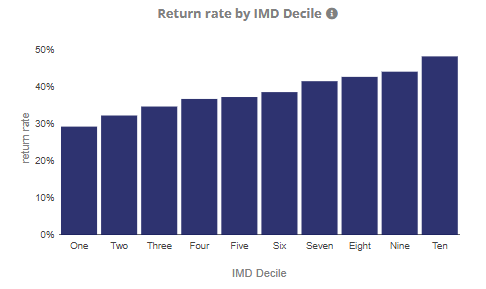 Return rate by IMD Decile
50%
40%
30%
20%
10%
0%
return rate
One Two Three Four Five Six Seven Eight Nine Ten
IMD Decile